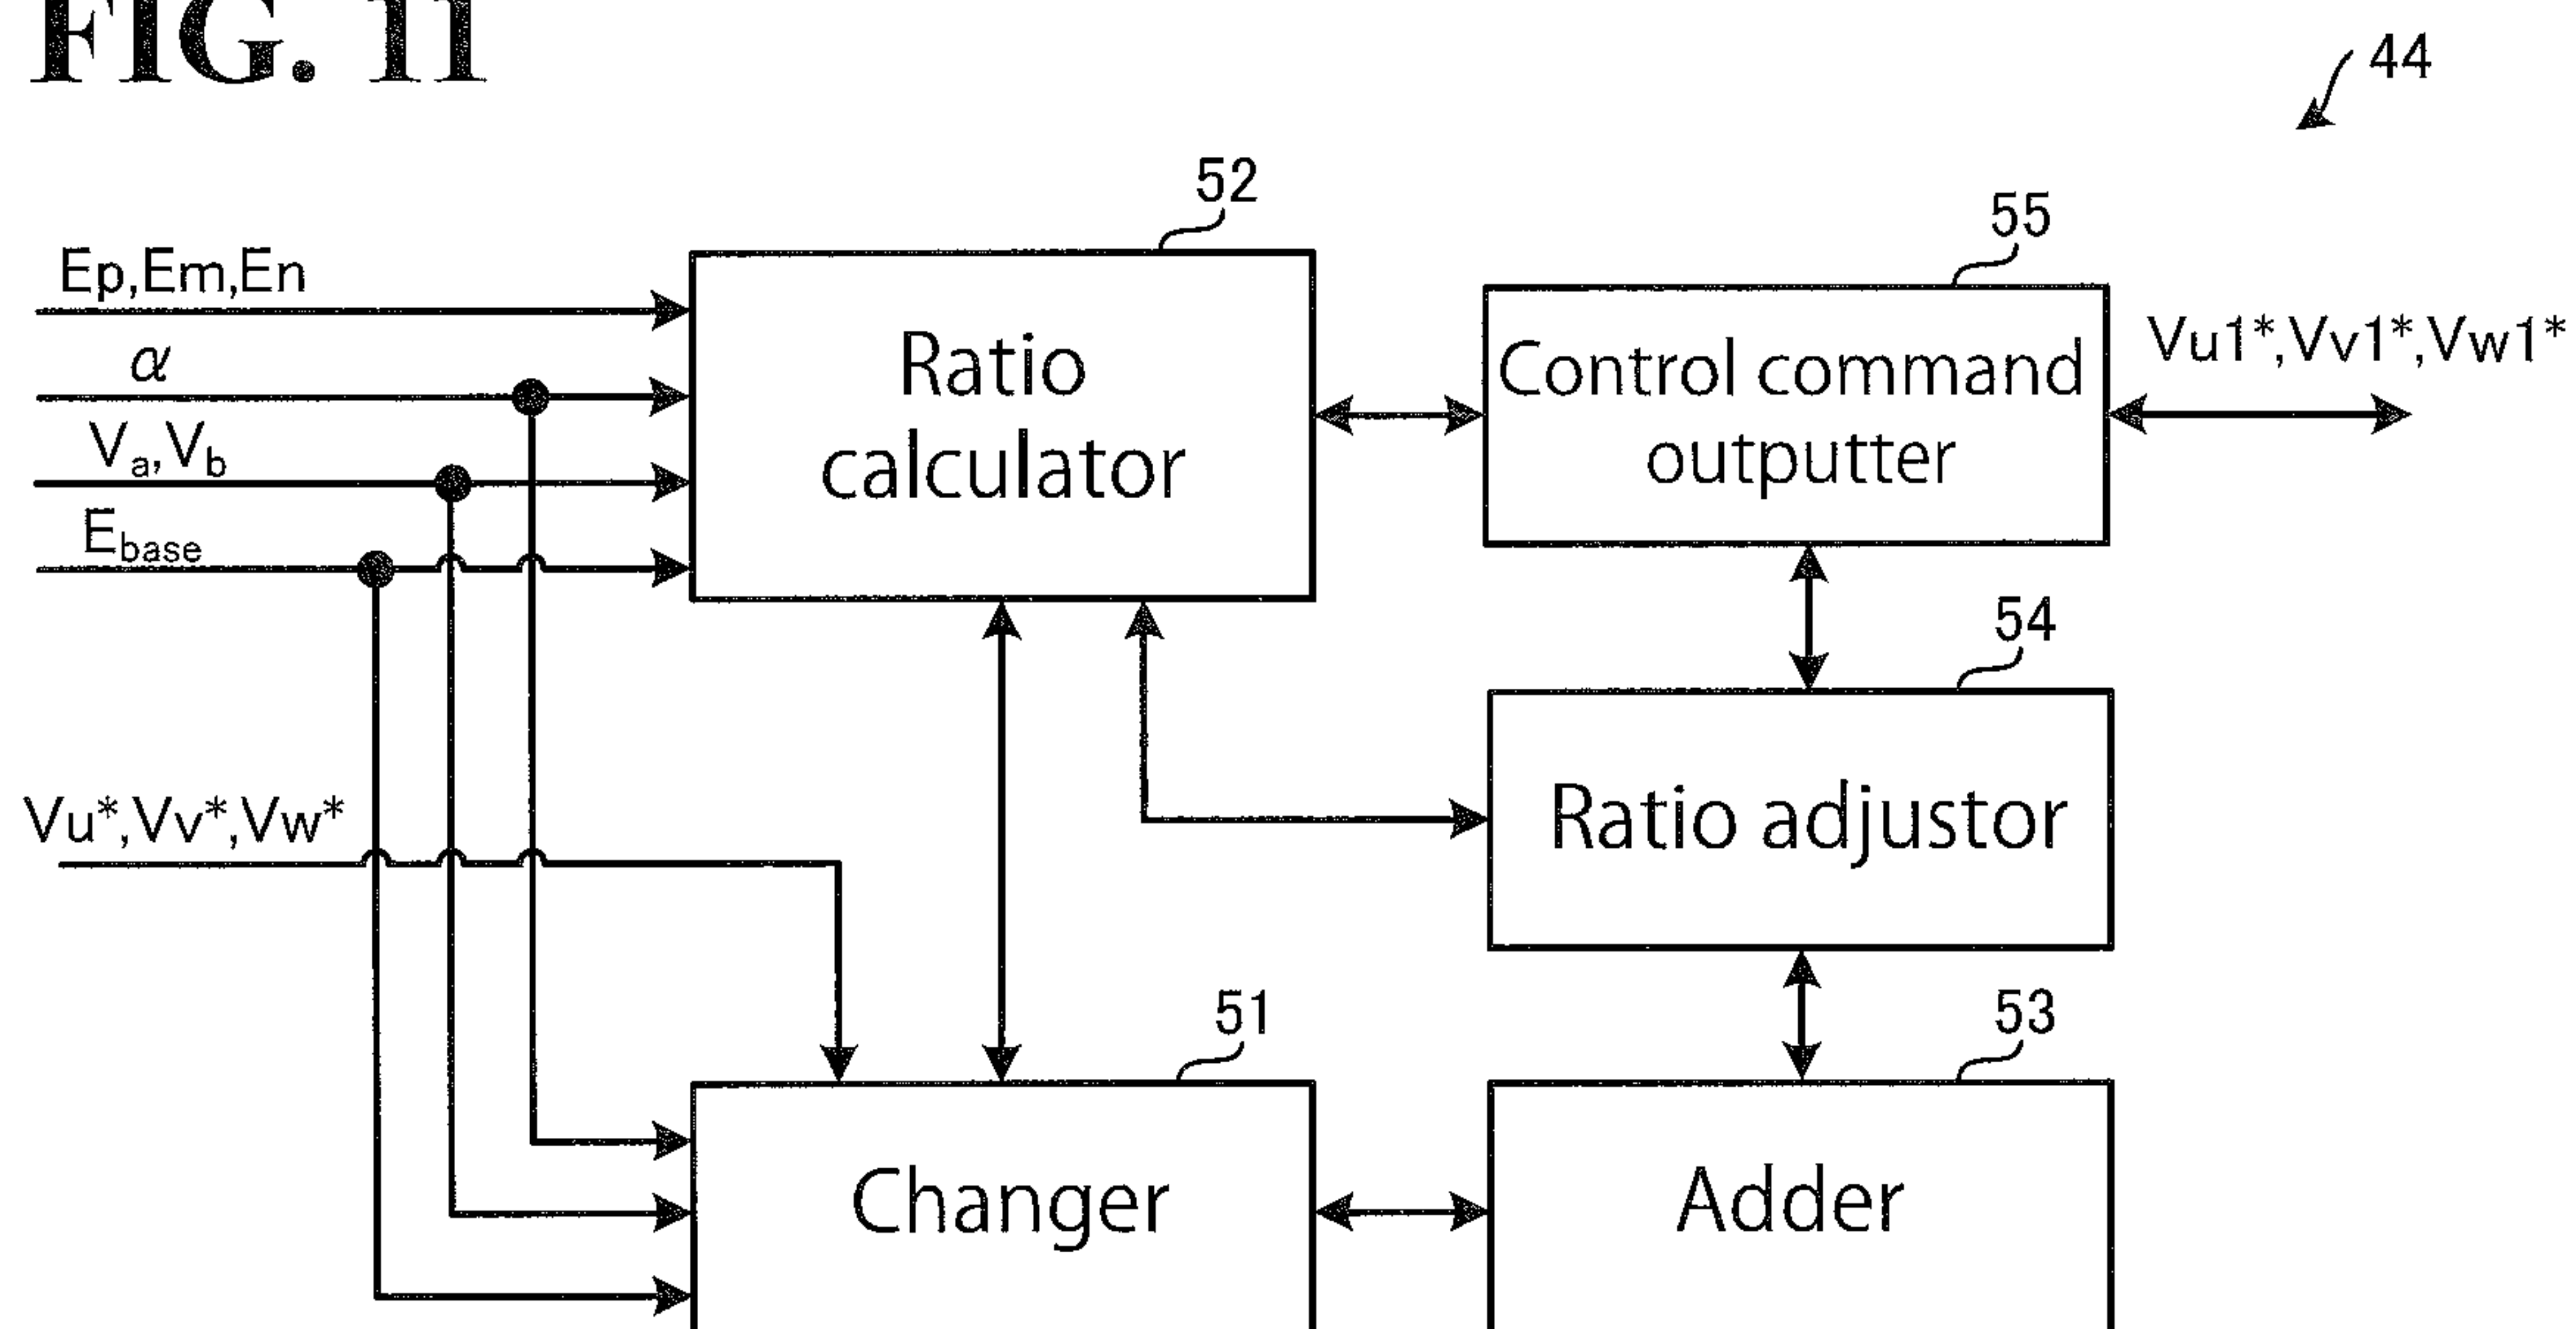 FIG. 11
44
52
55
Ep,Em,En
α
Va,Vb
Ebase
Ratio
calculator
Control command
outputter
Vu1*,Vv1*,Vw1*
54
Vu*,Vv*,Vw*
Ratio adjustor
51
53
Changer
Adder